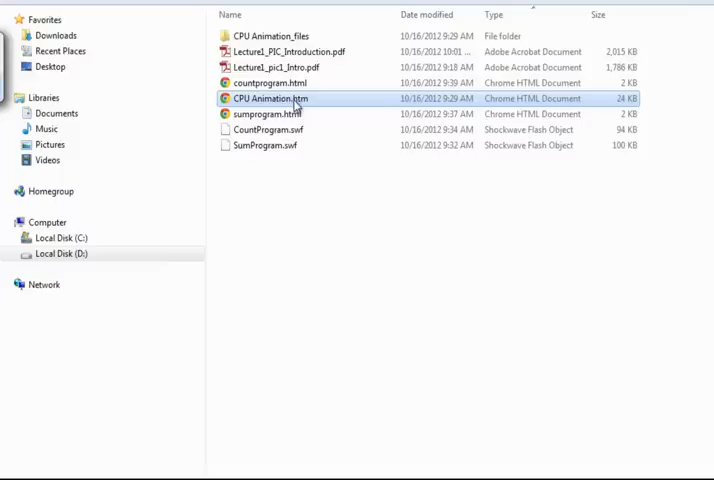 Name Date modified Type Size
Favorites
Downloads
Recent Places
Desktop
Libraries
Documents
Music
Pictures
Videos
Homegroup
Computer
Local Disk (C:)
Local Disk (D:)
Network
CPU Animation_files 10/16/2012 9:29 AM File folder
Lecture1_PIC_Introduction.pdf 10/16/2012 10:01 ... Adobe Acrobat Document 2,015 KB
Lecture1_pic1_Intro.pdf 10/16/2012 9:18 AM Adobe Acrobat Document 1,786 KB
countprogram.html 10/16/2012 9:39 AM Chrome HTML Document 2 KB
CPU Animation.htm 10/16/2012 9:29 AM Chrome HTML Document 24 KB
sumprogram.html 10/16/2012 9:37 AM Chrome HTML Document 2 KB
CountProgram.swf 10/16/2012 9:34 AM Shockwave Flash Object 94 KB
SumProgram.swf 10/16/2012 9:32 AM Shockwave Flash Object 100 KB